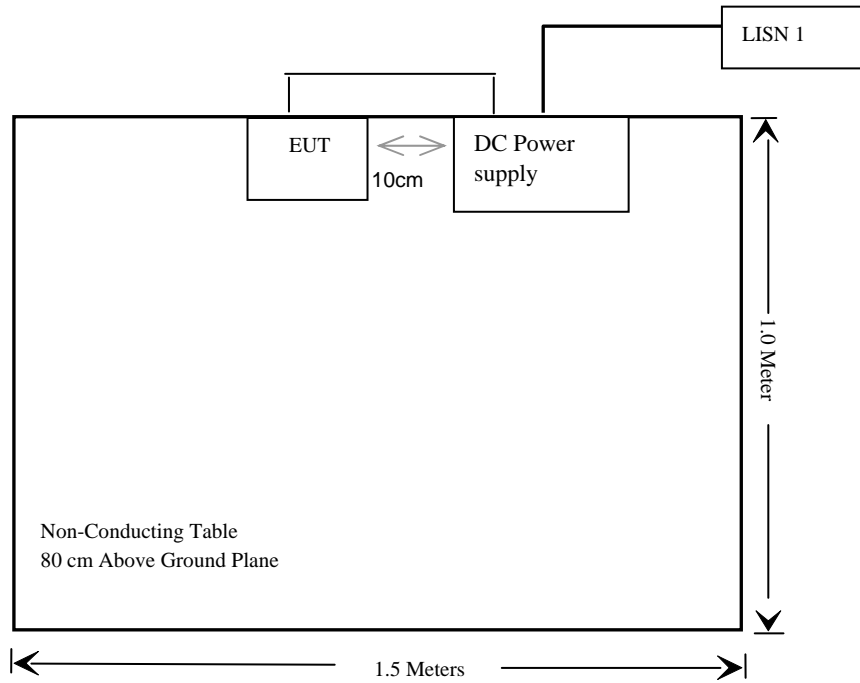 LISN 1
EUT
DC Power
supply
10cm
1.0 Meter
Non-Conducting Table
80 cm Above Ground Plane
1.5 Meters